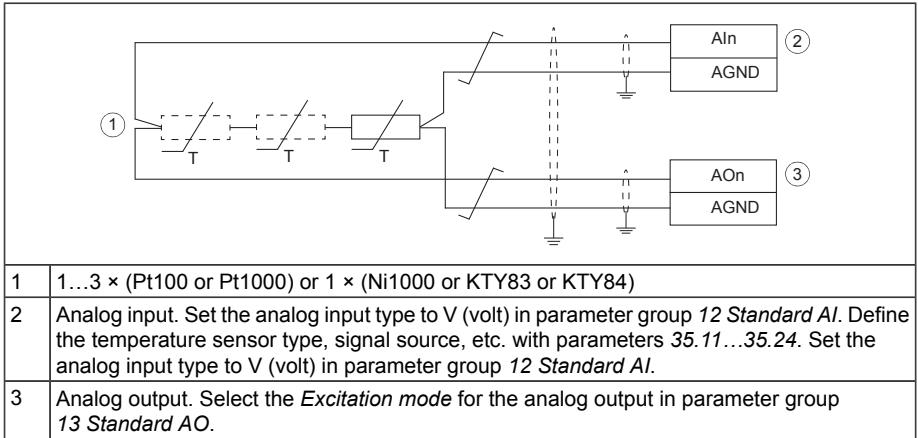 AIn
2
AGND
1
T
T
T
AOn
3
AGND
1 1…3 × (Pt100 or Pt1000) or 1 × (Ni1000 or KTY83 or KTY84)
2 Analog input. Set the analog input type to V (volt) in parameter group 12 Standard AI. Define
the temperature sensor type, signal source, etc. with parameters 35.11…35.24. Set the
analog input type to V (volt) in parameter group 12 Standard AI.
3 Analog output. Select the Excitation mode for the analog output in parameter group
13 Standard AO.